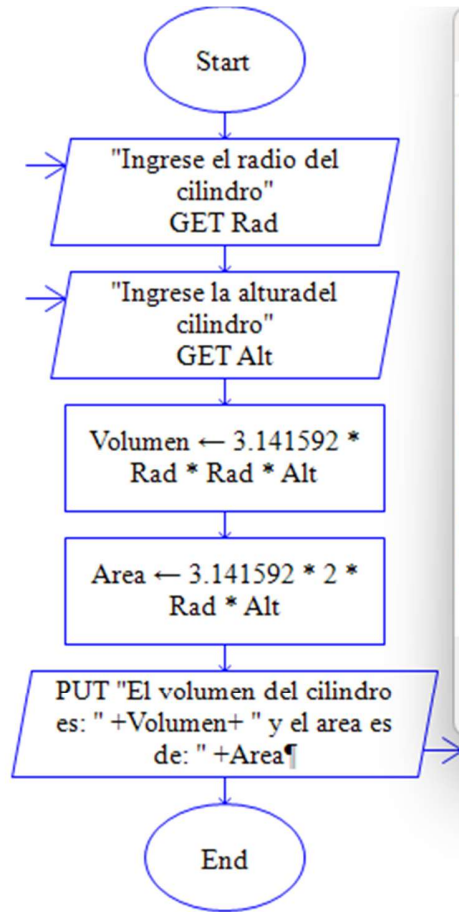 Start
"Ingrese el radio del
cilindro"
GET Rad
"Ingrese la alturadel
cilindro"
GET Alt
Volumen ← 3.141592 *
Rad * Rad * Alt
Area ← 3.141592 * 2 *
Rad * Alt
PUT "El volumen del cilindro
es: " +Volumen+ " y el area es
de: " +Area¶
End